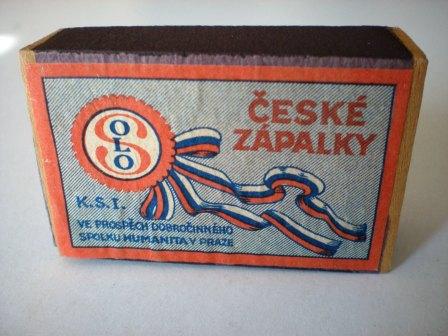 SOLO
ČESKÉ
ZÁPALKY
K.S.I.
VE PROSPĚCH DOBROČINNÉHO
SPOLKU HUMANITA V PRAZE